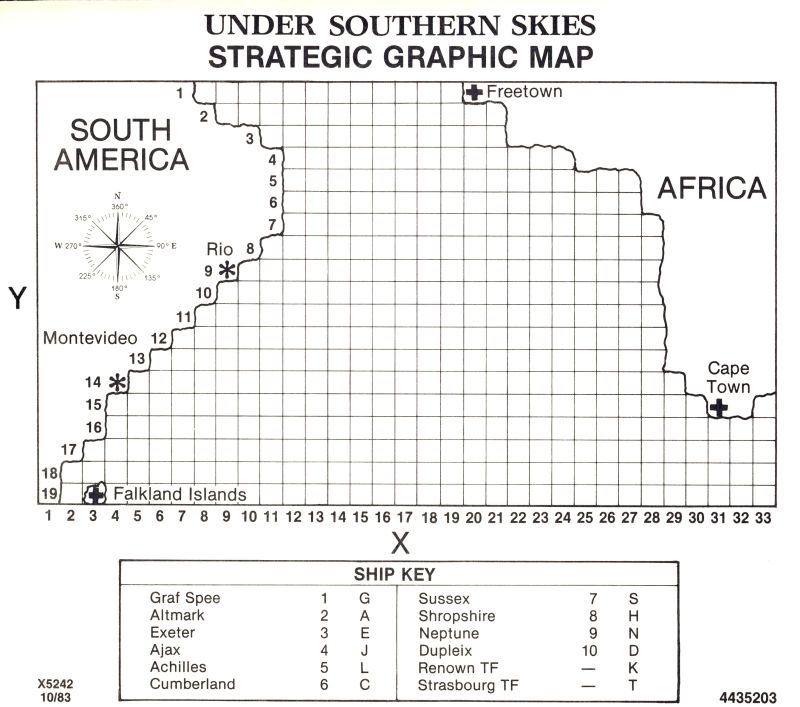 UNDER SOUTHERN SKIES
STRATEGIC GRAPHIC MAP
1
Freetown
2
SOUTH
AMERICA
3
4
5
AFRICA
6
N
360°
315°
45°
7
W 270°
90° E
Rio
8
9
225°
135°
180°
S
10
Y
11
Montevideo
12
13
Cape
Town
14
15
16
17
18
19
Falkland Islands
1 2 3 4 5 6 7 8 9 10 11 12 13 14 15 16 17 18 19 20 21 22 23 24 25 26 27 28 29 30 31 32 33
X
SHIP KEY
Graf Spee 1 G
Altmark 2 A
Exeter 3 E
Ajax 4 J
Achilles 5 L
Cumberland 6 C
Sussex 7 S
Shropshire 8 H
Neptune 9 N
Dupleix 10 D
Renown TF — K
Strasbourg TF — T
X5242
10/83
4435203